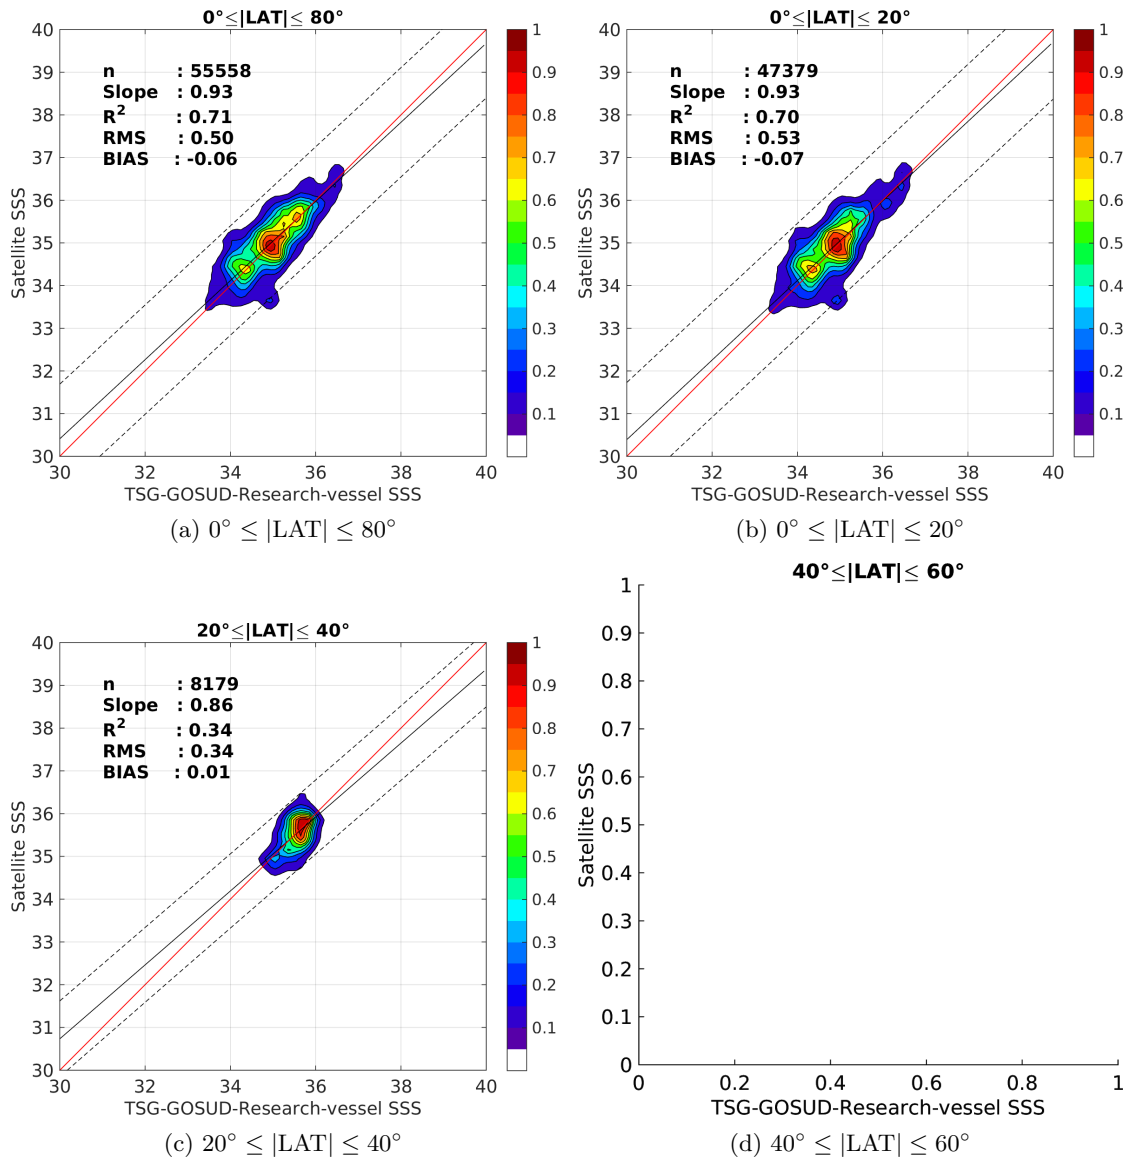 0°≤|LAT|≤ 80°
n : 55558
Slope : 0.93
R² : 0.71
RMS : 0.50
BIAS : -0.06
Satellite SSS
40
39
38
37
36
35
34
33
32
31
30
30 32 34 36 38 40
TSG-GOSUD-Research-vessel SSS
1
0.9
0.8
0.7
0.6
0.5
0.4
0.3
0.2
0.1
(a) 0° ≤ |LAT| ≤ 80°
0°≤|LAT|≤ 20°
n : 47379
Slope : 0.93
R² : 0.70
RMS : 0.53
BIAS : -0.07
Satellite SSS
40
39
38
37
36
35
34
33
32
31
30
30 32 34 36 38 40
TSG-GOSUD-Research-vessel SSS
1
0.9
0.8
0.7
0.6
0.5
0.4
0.3
0.2
0.1
(b) 0° ≤ |LAT| ≤ 20°
20°≤|LAT|≤ 40°
n : 8179
Slope : 0.86
R² : 0.34
RMS : 0.34
BIAS : 0.01
Satellite SSS
40
39
38
37
36
35
34
33
32
31
30
30 32 34 36 38 40
TSG-GOSUD-Research-vessel SSS
1
0.9
0.8
0.7
0.6
0.5
0.4
0.3
0.2
0.1
(c) 20° ≤ |LAT| ≤ 40°
40°≤|LAT|≤ 60°
Satellite SSS
1
0.9
0.8
0.7
0.6
0.5
0.4
0.3
0.2
0.1
0
0 0.2 0.4 0.6 0.8 1
TSG-GOSUD-Research-vessel SSS
(d) 40° ≤ |LAT| ≤ 60°